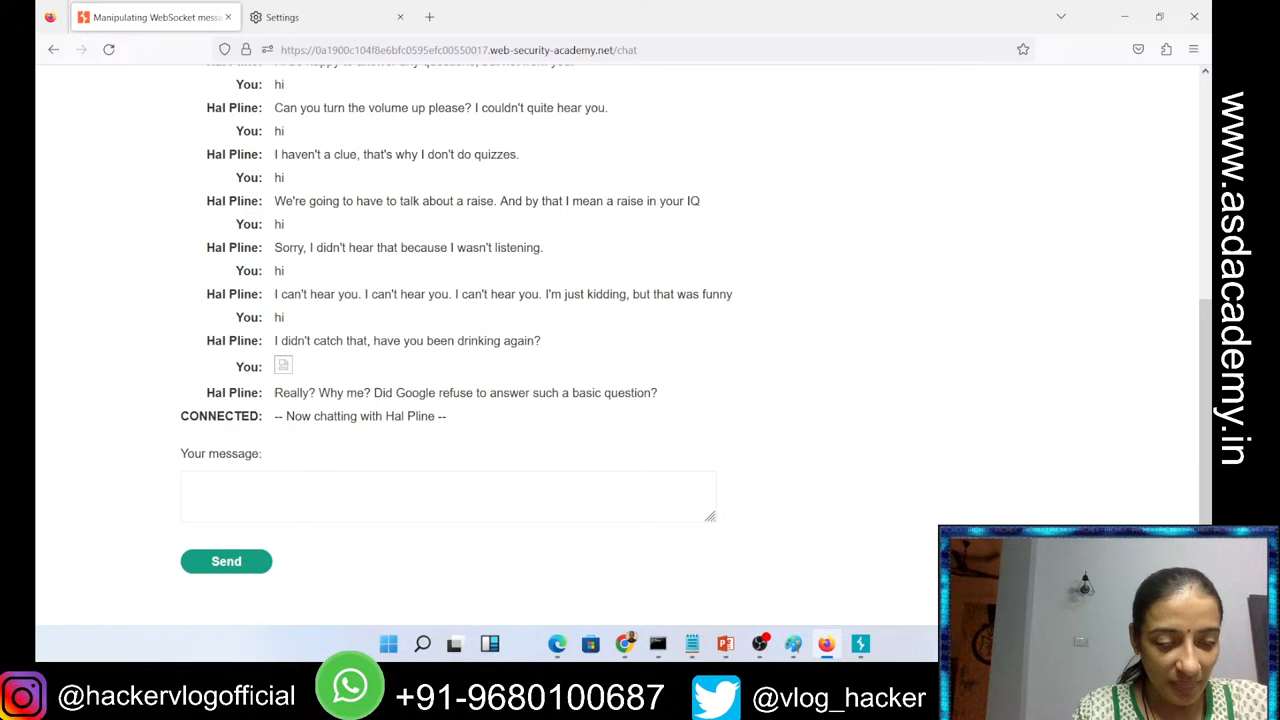 Manipulating WebSocket messa
Settings
https://0a1900c104f8e6bfc0595efc00550017.web-security-academy.net/chat
You: hi
Hal Pline: Can you turn the volume up please? I couldn't quite hear you.
You: hi
Hal Pline: I haven't a clue, that's why I don't do quizzes.
You: hi
Hal Pline: We're going to have to talk about a raise. And by that I mean a raise in your IQ
You: hi
Hal Pline: Sorry, I didn't hear that because I wasn't listening.
You: hi
Hal Pline: I can't hear you. I can't hear you. I can't hear you. I'm just kidding, but that was funny
You: hi
Hal Pline: I didn't catch that, have you been drinking again?
You:
Hal Pline: Really? Why me? Did Google refuse to answer such a basic question?
CONNECTED: -- Now chatting with Hal Pline --
Your message:
Send
www.asdacademy.in
@hackervlogofficial
+91-9680100687
@vlog_hacker